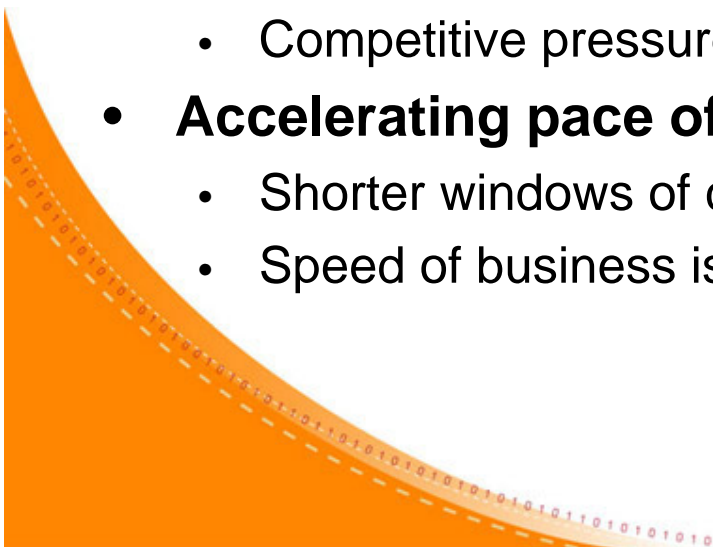 • Competitive pressur
• Accelerating pace of
• Shorter windows of
• Speed of business is